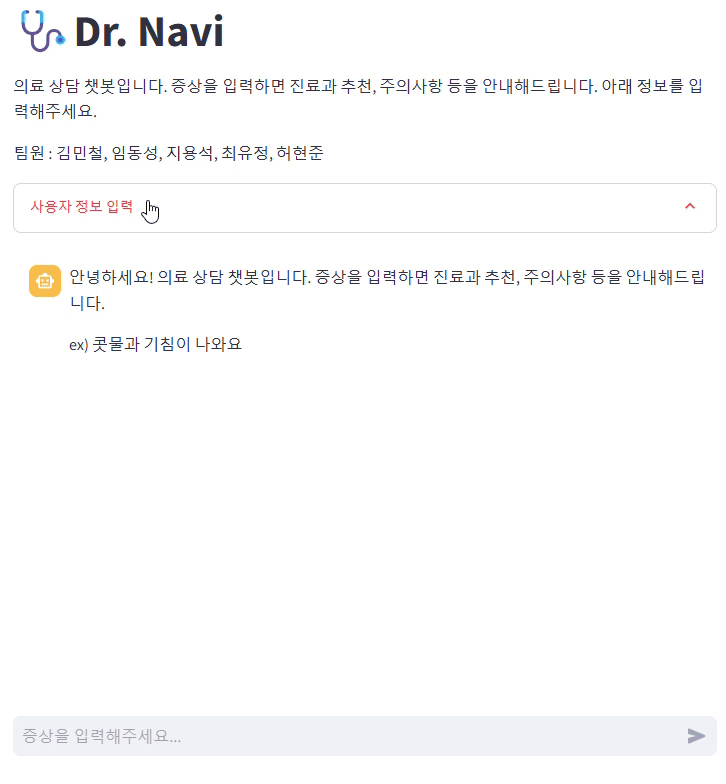 Dr. Navi
의료 상담 챗봇입니다. 증상을 입력하면 진료과 추천, 주의사항 등을 안내해드립니다. 아래 정보를 입
력해주세요.
팀원 : 김민철, 임동성, 지용석, 최유정, 허현준
사용자 정보 입력
안녕하세요! 의료 상담 챗봇입니다. 증상을 입력하면 진료과 추천, 주의사항 등을 안내해드립
니다.
ex) 콧물과 기침이 나와요
증상을 입력해주세요...